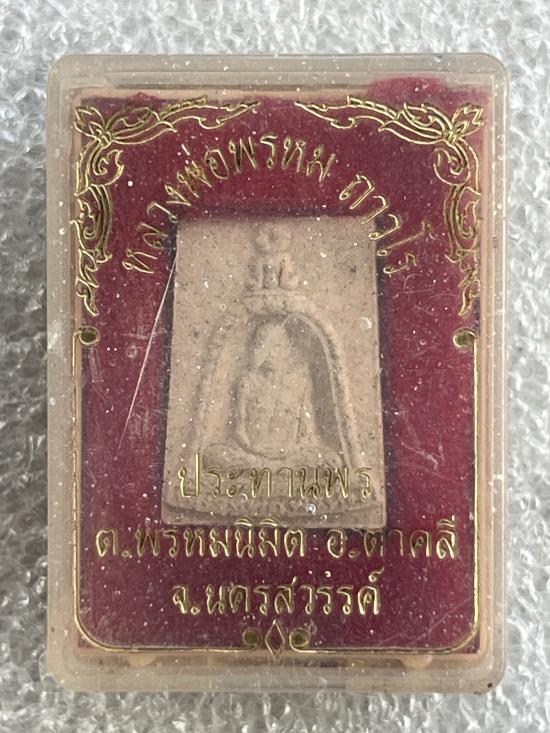 หลวงพ่อพรหม ถาวโร
ประทานพร
ต.พรหมนิมิต อ.ตาคลี
จ.นครสวรรค์